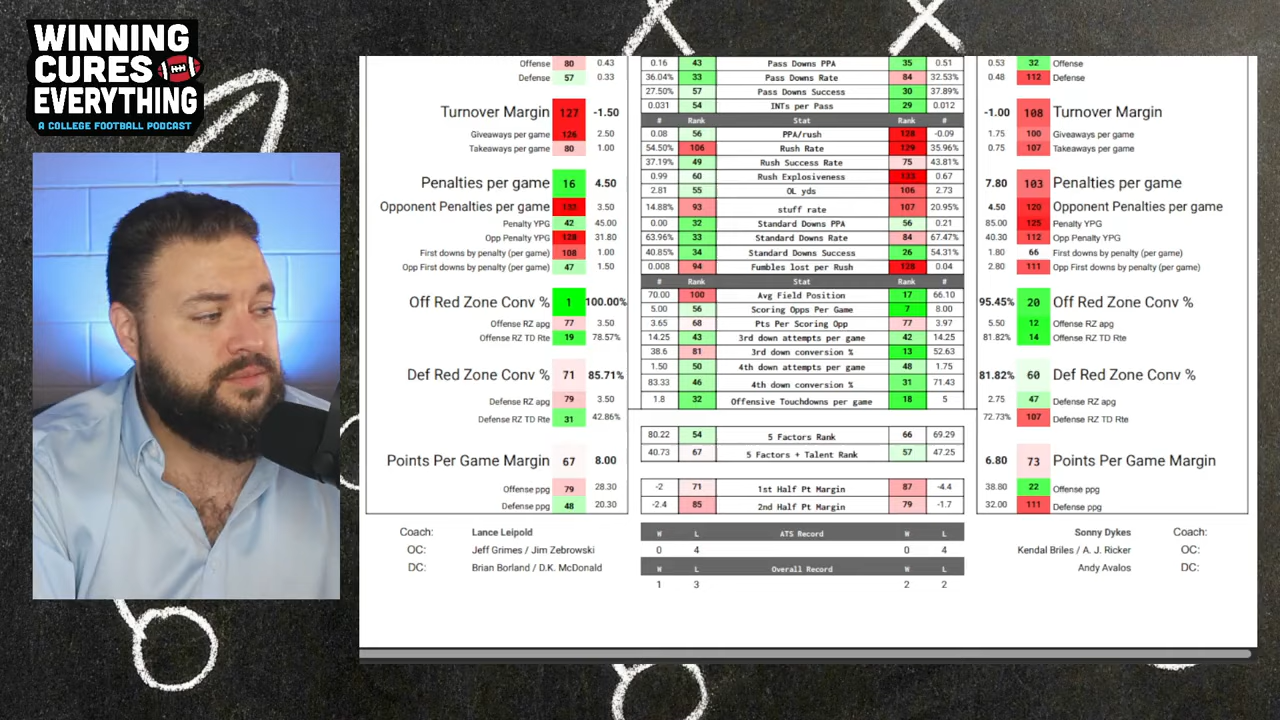 WINNING
CURES
EVERYTHING
A COLLEGE FOOTBALL PODCAST
Offense 80 0.43
Defense 57 0.33
Turnover Margin 127 -1.50
Giveaways per game 126 2.50
Takeaways per game 80 1.00
Penalties per game 16 4.50
Opponent Penalties per game 133 3.50
Penalty YPG 42 45.00
Opp Penalty YPG 128 31.80
First downs by penalty (per game) 108 1.00
Opp First downs by penalty (per game) 47 1.50
Off Red Zone Conv % 1 100.00%
Offense RZ apg 77 3.50
Offense RZ TD Rte 19 78.57%
Def Red Zone Conv % 71 85.71%
Defense RZ apg 79 3.50
Defense RZ TD Rte 31 42.86%
Points Per Game Margin 67 8.00
Offense ppg 79 28.30
Defense ppg 48 20.30
Coach: Lance Leipold
OC: Jeff Grimes / Jim Zebrowski
DC: Brian Borland / D.K. McDonald
0.16 43 Pass Downs PPA 35 0.51
36.04% 33 Pass Downs Rate 84 32.53%
27.50% 57 Pass Downs Success 30 37.89%
0.031 54 INTs per Pass 29 0.012
# Rank Stat Rank #
0.08 56 PPA/rush 128 -0.09
54.50% 106 Rush Rate 129 35.96%
37.19% 49 Rush Success Rate 75 43.81%
0.99 60 Rush Explosiveness 133 0.67
2.81 55 OL yds 106 2.73
14.88% 93 stuff rate 107 20.95%
0.00 32 Standard Downs PPA 56 0.21
63.96% 33 Standard Downs Rate 84 67.47%
40.85% 34 Standard Downs Success 26 54.31%
0.008 94 Fumbles lost per Rush 128 0.04
# Rank Stat Rank #
70.00 100 Avg Field Position 17 66.10
5.00 56 Scoring Opps Per Game 7 8.00
3.65 68 Pts Per Scoring Opp 77 3.97
14.25 43 3rd down attempts per game 42 14.25
38.6 81 3rd down conversion % 13 52.63
1.50 50 4th down attempts per game 48 1.75
83.33 46 4th down conversion % 31 71.43
1.8 32 Offensive Touchdowns per game 18 5
80.22 54 5 Factors Rank 66 69.29
40.73 67 5 Factors + Talent Rank 57 47.25
-2 71 1st Half Pt Margin 87 -4.4
-2.4 85 2nd Half Pt Margin 79 -1.7
W L ATS Record W L
0 4 0 4
W L Overall Record W L
1 3 2 2
0.53 32 Offense
0.48 112 Defense
-1.00 108 Turnover Margin
1.75 100 Giveaways per game
0.75 107 Takeaways per game
7.80 103 Penalties per game
4.50 120 Opponent Penalties per game
85.00 125 Penalty YPG
40.30 112 Opp Penalty YPG
1.80 66 First downs by penalty (per game)
2.80 111 Opp First downs by penalty (per game)
95.45% 20 Off Red Zone Conv %
5.50 12 Offense RZ apg
81.82% 14 Offense RZ TD Rte
81.82% 60 Def Red Zone Conv %
2.75 47 Defense RZ apg
72.73% 107 Defense RZ TD Rte
6.80 73 Points Per Game Margin
38.80 22 Offense ppg
32.00 111 Defense ppg
Sonny Dykes Coach:
Kendal Briles / A. J. Ricker OC:
Andy Avalos DC: